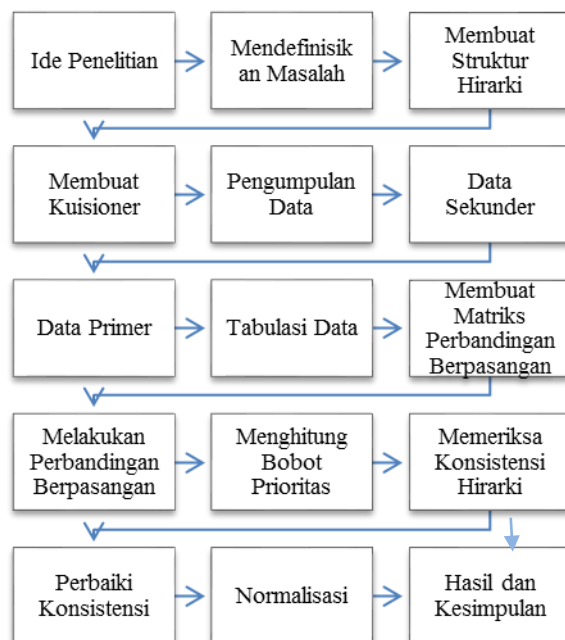 Ide Penelitian
Mendefinisik
an Masalah
Membuat
Struktur
Hirarki
Membuat
Kuisioner
Pengumpulan
Data
Data
Sekunder
Data Primer
Tabulasi Data
Membuat
Matriks
Perbandingan
Berpasangan
Melakukan
Perbandingan
Berpasangan
Menghitung
Bobot
Prioritas
Memeriksa
Konsistensi
Hirarki
Perbaiki
Konsistensi
Normalisasi
Hasil dan
Kesimpulan